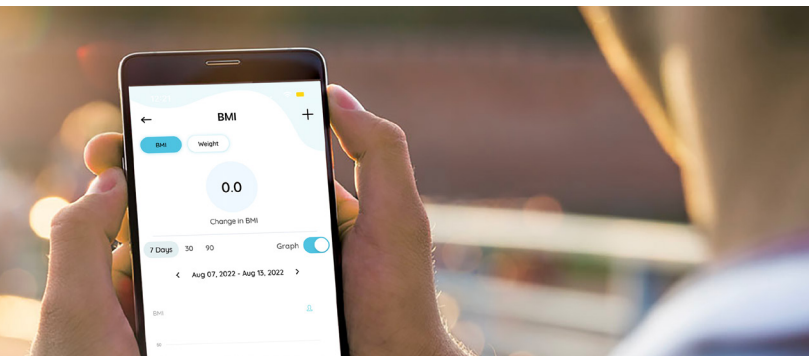 BMI
BMI Weight
0.0
Change in BMI
7 Days 30 90 Graph
Aug 07, 2022 - Aug 13, 2022
BMI